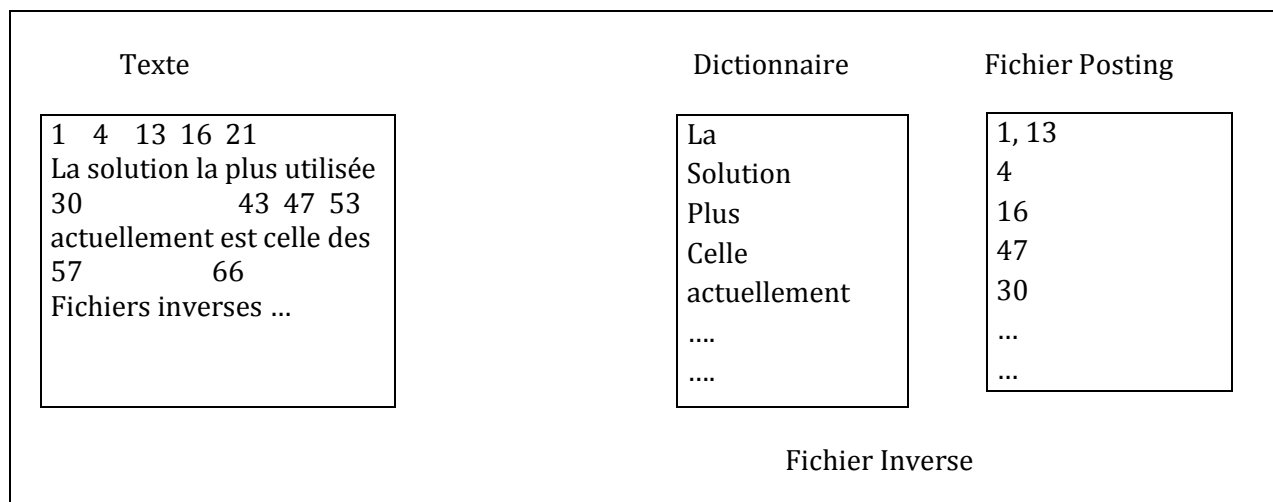 Texte
1 4 13 16 21
La solution la plus utilisée
30 43 47 53
actuellement est celle des
57 66
Fichiers inverses …
Dictionnaire
La
Solution
Plus
Celle
actuellement
….
….
Fichier Posting
1, 13
4
16
47
30
…
…
Fichier Inverse